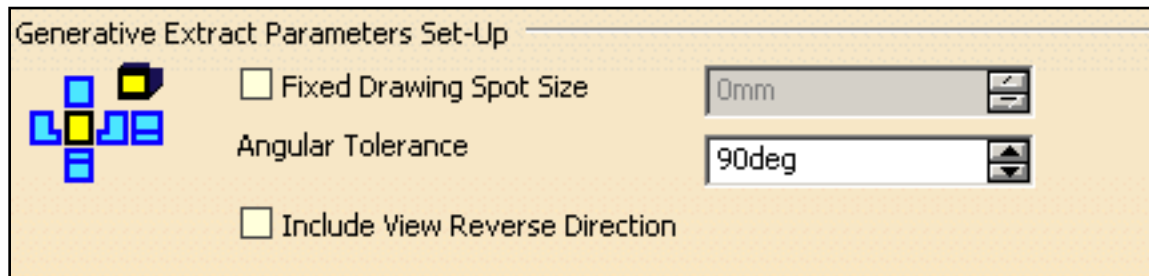 Generative Extract Parameters Set-Up
Fixed Drawing Spot Size 0mm
Angular Tolerance 90deg
Include View Reverse Direction